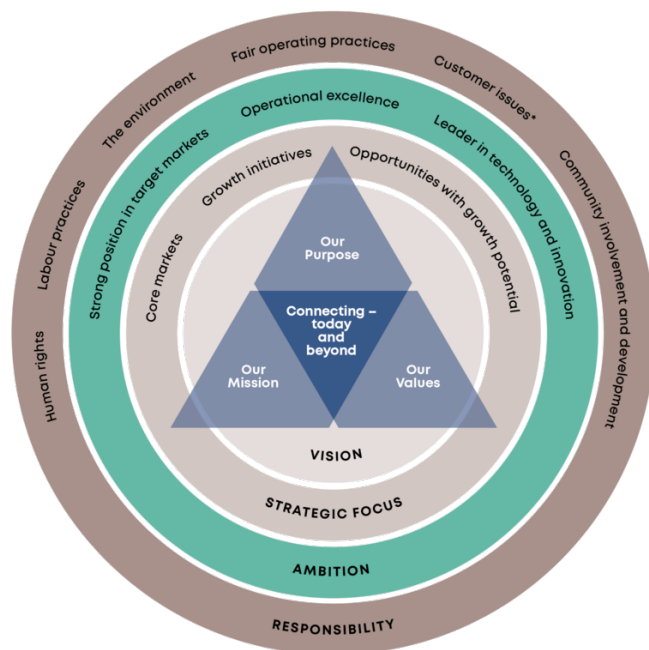 Human rights
Labour practices
The environment
Fair operating practices
Customer issues*
Community involvement and development
Strong position in target markets
Operational excellence
Leader in technology and innovation
Core markets
Growth initiatives
Opportunities with growth potential
Our
Purpose
Connecting –
today
and
beyond
Our
Mission
Our
Values
VISION
STRATEGIC FOCUS
AMBITION
RESPONSIBILITY